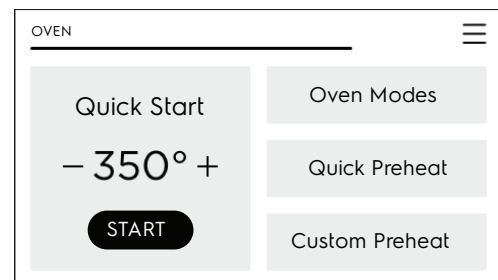 OVEN
Quick Start
– 350° +
START
Oven Modes
Quick Preheat
Custom Preheat